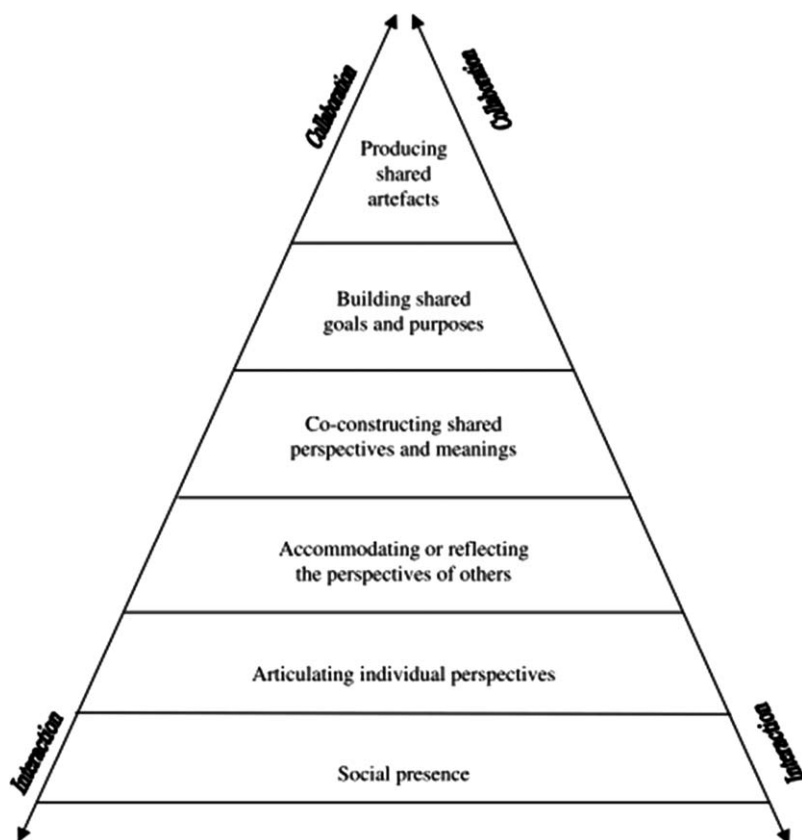 Collaboration
Collaboration
Producing
shared
artefacts
Building shared
goals and purposes
Co-constructing shared
perspectives and meanings
Accommodating or reflecting
the perspectives of others
Articulating individual perspectives
Interaction
Interaction
Social presence